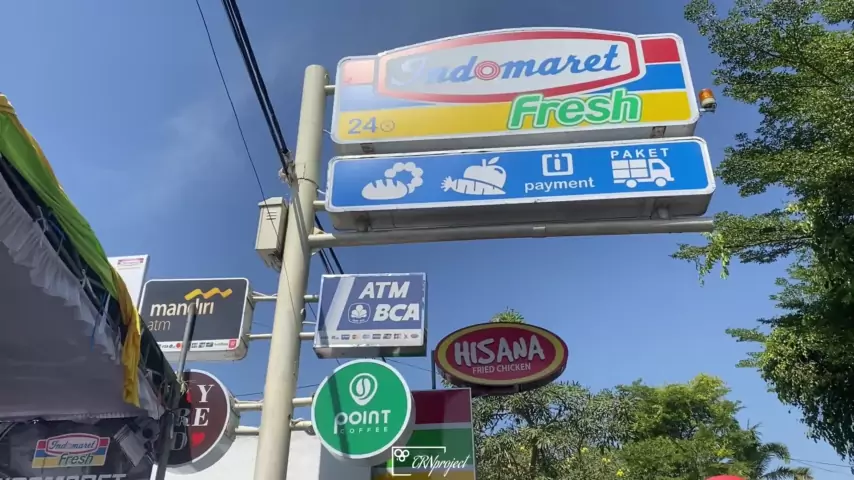 Indomaret
Fresh
24
PAKET
payment
mandiri
atm
ATM
BCA
HISANA
FRIED CHICKEN
POINT
COFFEE
Indomaret
Fresh
CRNproject